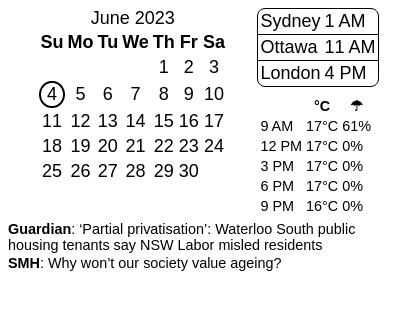 June 2023
Su Mo Tu We Th Fr Sa
1 2 3
4 5 6 7 8 9 10
11 12 13 14 15 16 17
18 19 20 21 22 23 24
25 26 27 28 29 30
Sydney 1 AM
Ottawa 11 AM
London 4 PM
°C ☂
9 AM 17°C 61%
12 PM 17°C 0%
3 PM 17°C 0%
6 PM 17°C 0%
9 PM 16°C 0%
Guardian: ‘Partial privatisation’: Waterloo South public
housing tenants say NSW Labor misled residents
SMH: Why won’t our society value ageing?